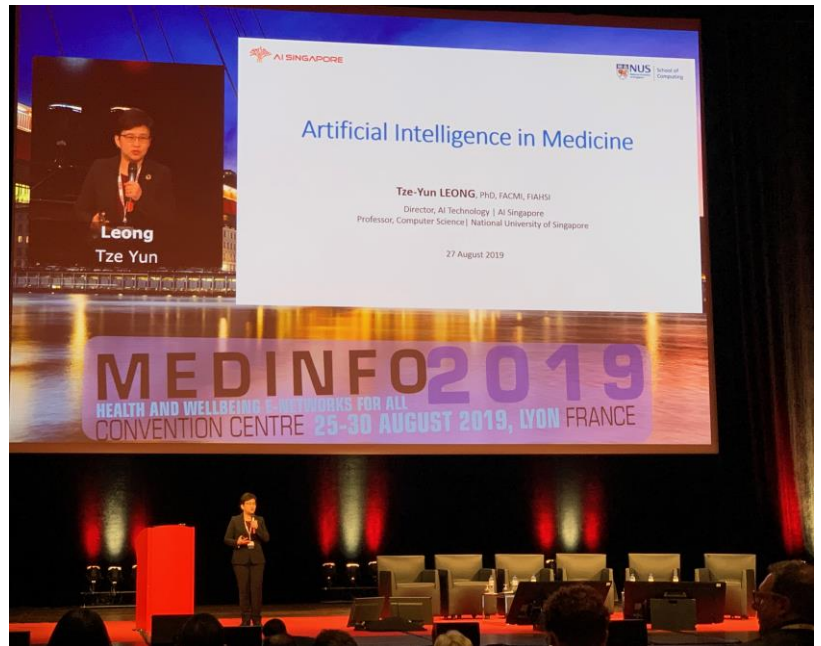 AI SINGAPORE
NUS
School of
Computing
Artificial Intelligence in Medicine
Tze-Yun LEONG, PhD, FACMI, FIAHSI
Director, AI Technology | AI Singapore
Professor, Computer Science| National University of Singapore
27 August 2019
Leong
Tze Yun
MEDINFO2019
HEALTH AND WELLBEING E-NETWORKS FOR ALL
CONVENTION CENTRE 25-30 AUGUST 2019, LYON FRANCE